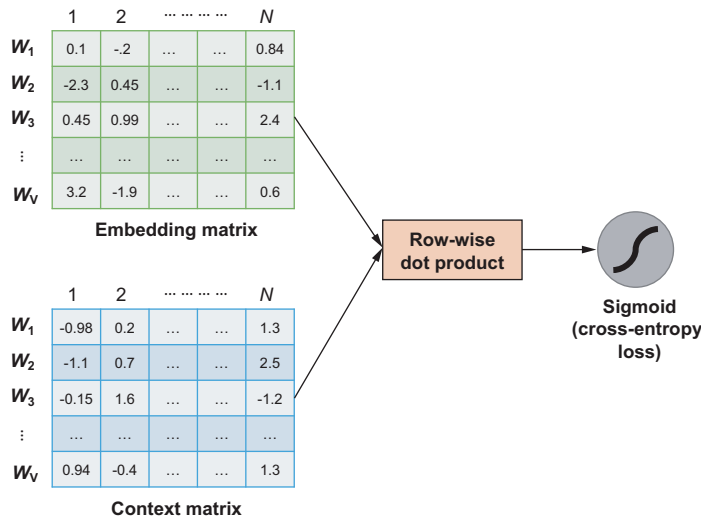 1 2 ... ... ... ... N
W1 0.1 -.2 ... ... 0.84
W2 -2.3 0.45 ... ... -1.1
W3 0.45 0.99 ... ... 2.4
... ... ... ... ... ...
WV 3.2 -1.9 ... ... 0.6
Embedding matrix
Row-wise
dot product
Sigmoid
(cross-entropy
loss)
1 2 ... ... ... ... N
W1 -0.98 0.2 ... ... 1.3
W2 -1.1 0.7 ... ... 2.5
W3 -0.15 1.6 ... ... -1.2
... ... ... ... ... ...
WV 0.94 -0.4 ... ... 1.3
Context matrix